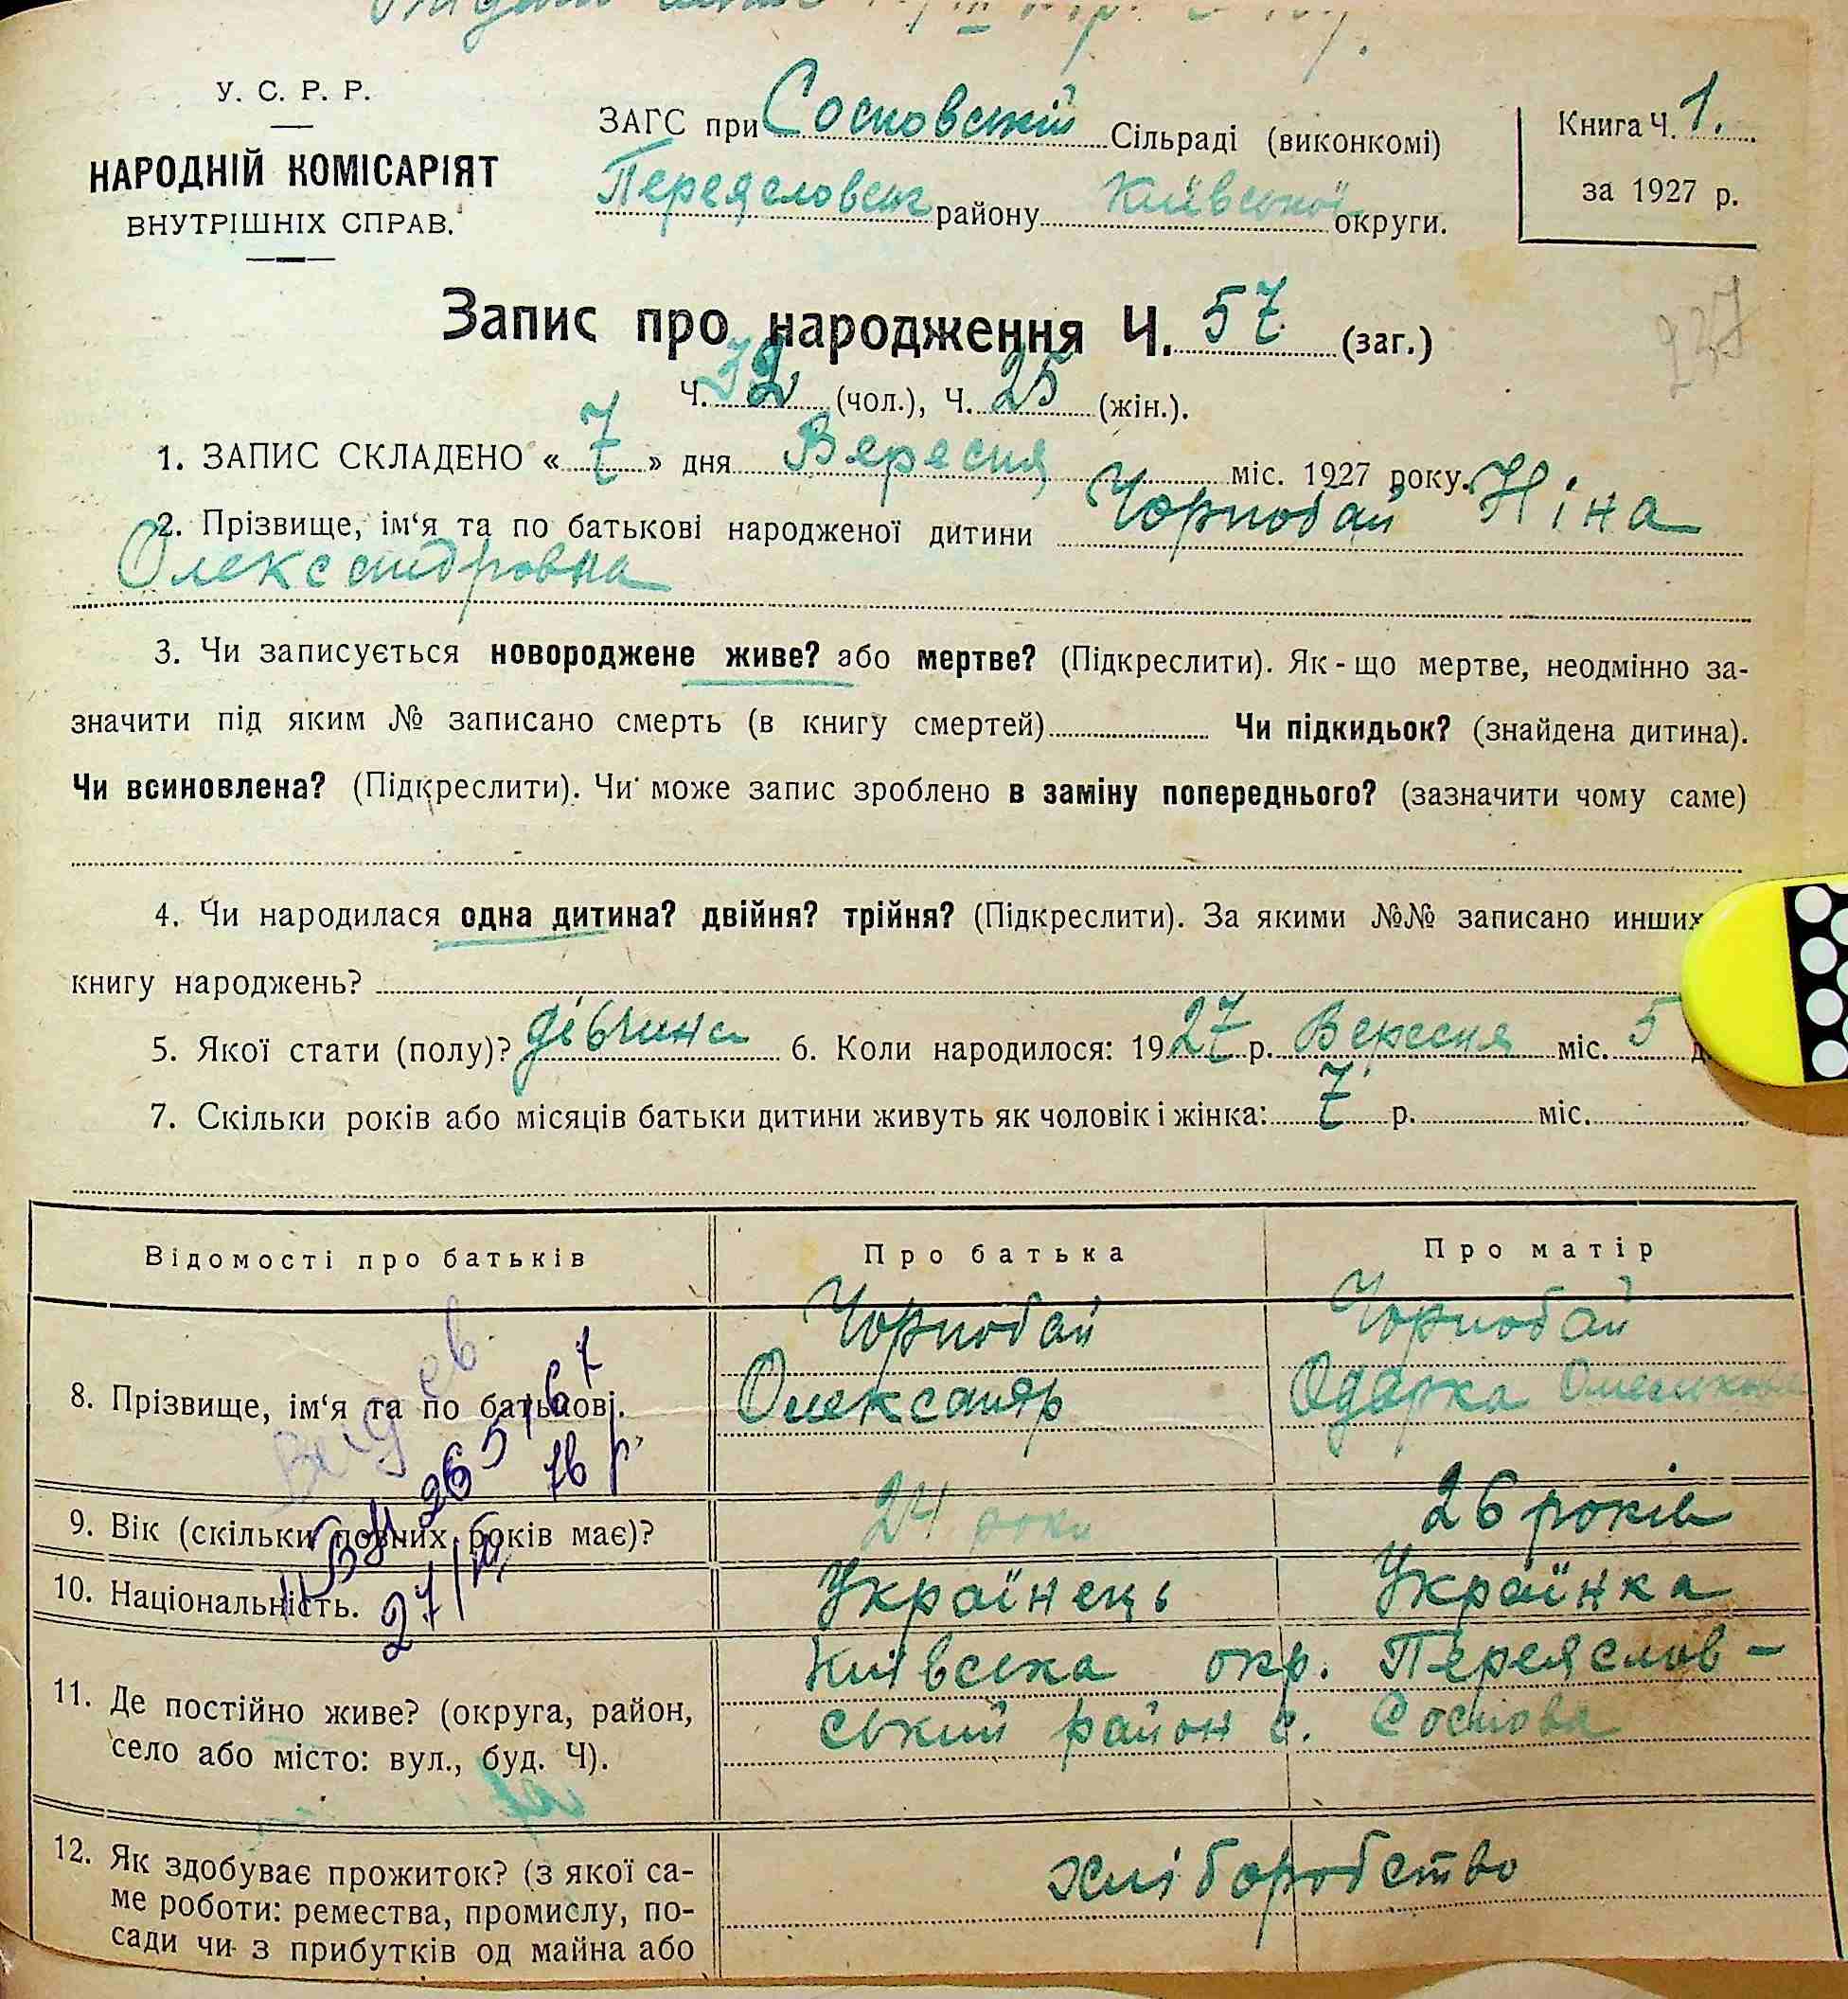 У. С. Р. Р.
НАРОДНІЙ КОМІСАРІЯТ
ВНУТРІШНІХ СПРАВ.
ЗАГС при Сосновській Сільраді (виконкомі)
Переяславськ району Київської округи.
Книга Ч. 1.
за 1927 р.
Запис про народження Ч. 57 (заг.)
227
Ч. 32 (чол.), Ч. 25 (жін.).
1. ЗАПИС СКЛАДЕНО « 7 » дня Вересня міс. 1927 року.
2. Прізвище, ім‘я та по батькові народженої дитини Чорнобай Ніна
Олександровна
3. Чи записується новороджене живе? або мертве? (Підкреслити). Як-що мертве, неодмінно за-
значити під яким № записано смерть (в книгу смертей) Чи підкидьок? (знайдена дитина).
Чи всиновлена? (Підкреслити). Чи може запис зроблено в заміну попереднього? (зазначити чому саме)
4. Чи народилася одна дитина? двійня? трійня? (Підкреслити). За якими №№ записано инших
книгу народжень?
5. Якої стати (полу)? дівчина 6. Коли народилося: 1927 р. Вересня міс. 5
7. Скільки років або місяців батьки дитини живуть як чоловік і жінка: 7 р. міс.
Відомості про батьків Про батька Про матір
8. Прізвище, ім‘я та по батькові. Чорнобай Чорнобай
Олександр Одарка
9. Вік (скільки повних років має)? 24 роки 26 років
10. Національність. Українець Українка
11. Де постійно живе? (округа, район,
село або місто: вул., буд. Ч).
Київська окр. Переяслов-
ський район с. Соснова
12. Як здобуває прожиток? (з якої са-
ме роботи: ремества, промислу, по-
сади чи з прибутків од майна або
хліборобство